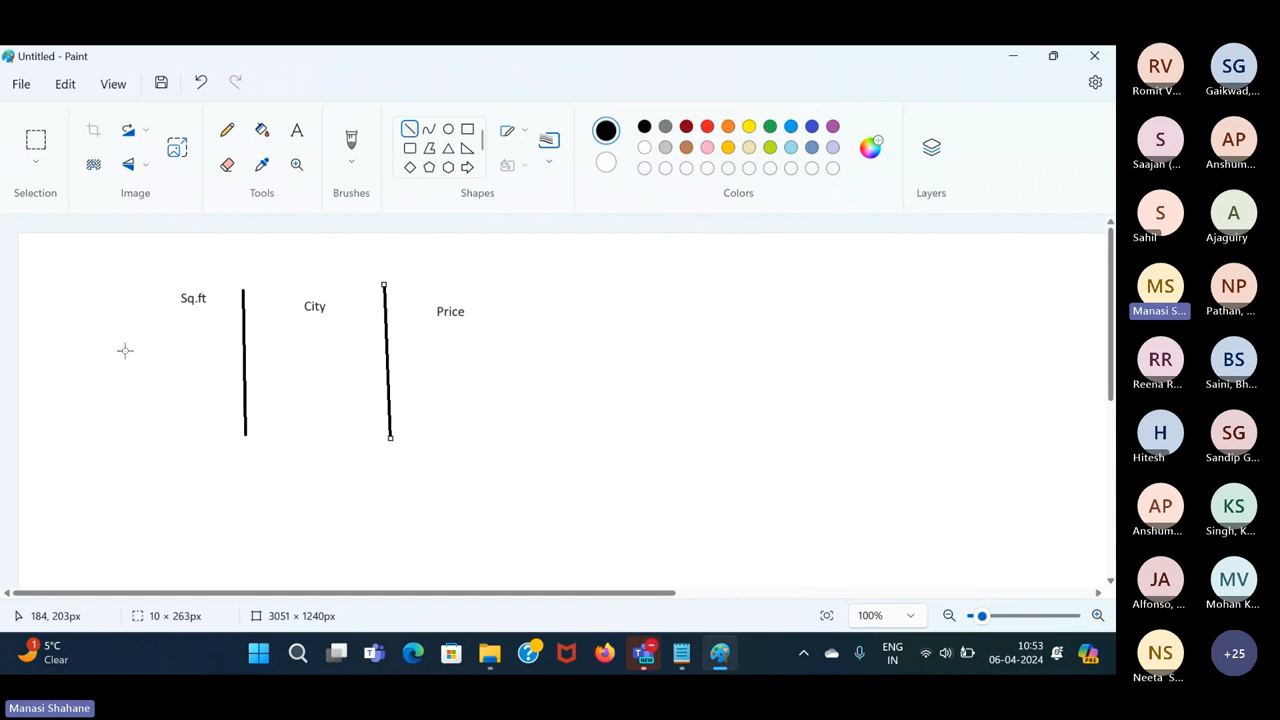 Untitled - Paint
File
Edit
View
Selection
Image
Tools
Brushes
Shapes
Colors
Layers
Sq.ft
City
Price
184, 203px
10 × 263px
3051 × 1240px
100%
1
5°C
Clear
NEW
ENG
IN
10:53
06-04-2024
PRE
RV
Romit V...
SG
Gaikwad,...
S
Saajan (...
AP
Anshum...
S
Sahil
A
Ajaguiry
MS
Manasi S...
NP
Pathan, ...
RR
Reena R...
BS
Saini, Bh...
H
Hitesh
SG
Sandip G...
AP
Anshum...
KS
Singh, K...
JA
Alfonso, ...
MV
Mohan K...
NS
Neeta S...
+25
Manasi Shahane